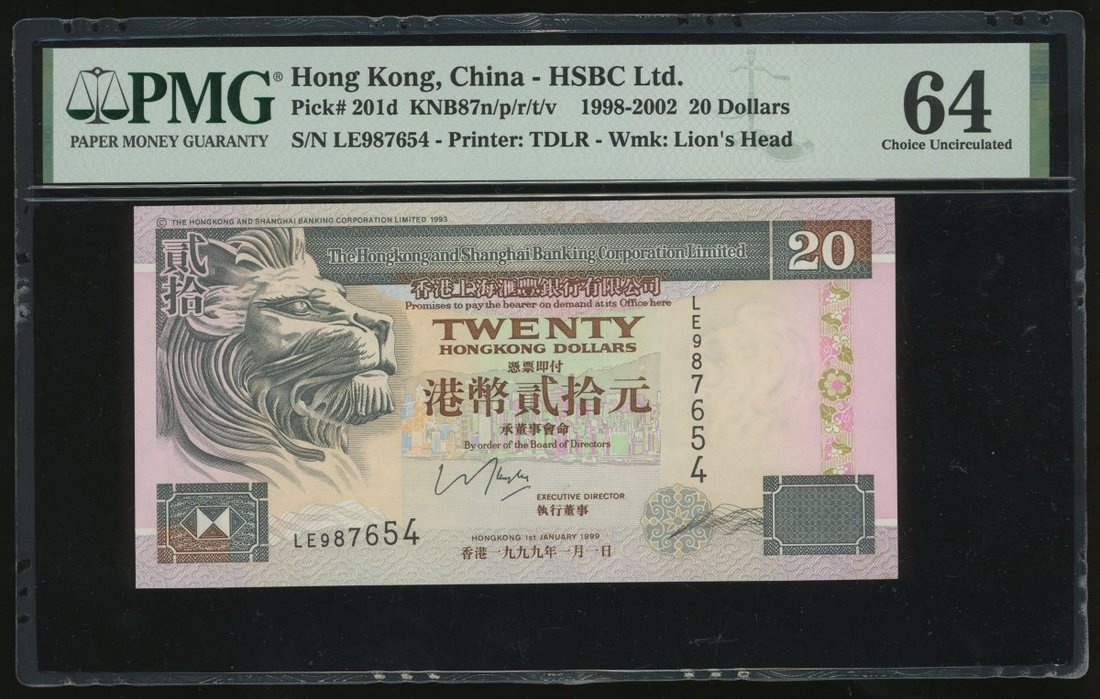 PMG®
PAPER MONEY GUARANTY
Hong Kong, China - HSBC Ltd.
Pick# 201d KNB87n/p/r/t/v 1998-2002 20 Dollars
S/N LE987654 - Printer: TDLR - Wmk: Lion's Head
64
Choice Uncirculated
© THE HONGKONG AND SHANGHAI BANKING CORPORATION LIMITED 1993
貳拾
The Hongkong and Shanghai Banking Corporation Limited
20
香港上海滙豐銀行有限公司
Promises to pay the bearer on demand at its Office here
TWENTY
HONGKONG DOLLARS
憑票即付
港幣貳拾元
承董事會命
By order of the Board of Directors
LE987654
EXECUTIVE DIRECTOR
執行董事
LE987654
HONGKONG 1st JANUARY 1999
香港一九九九年一月一日